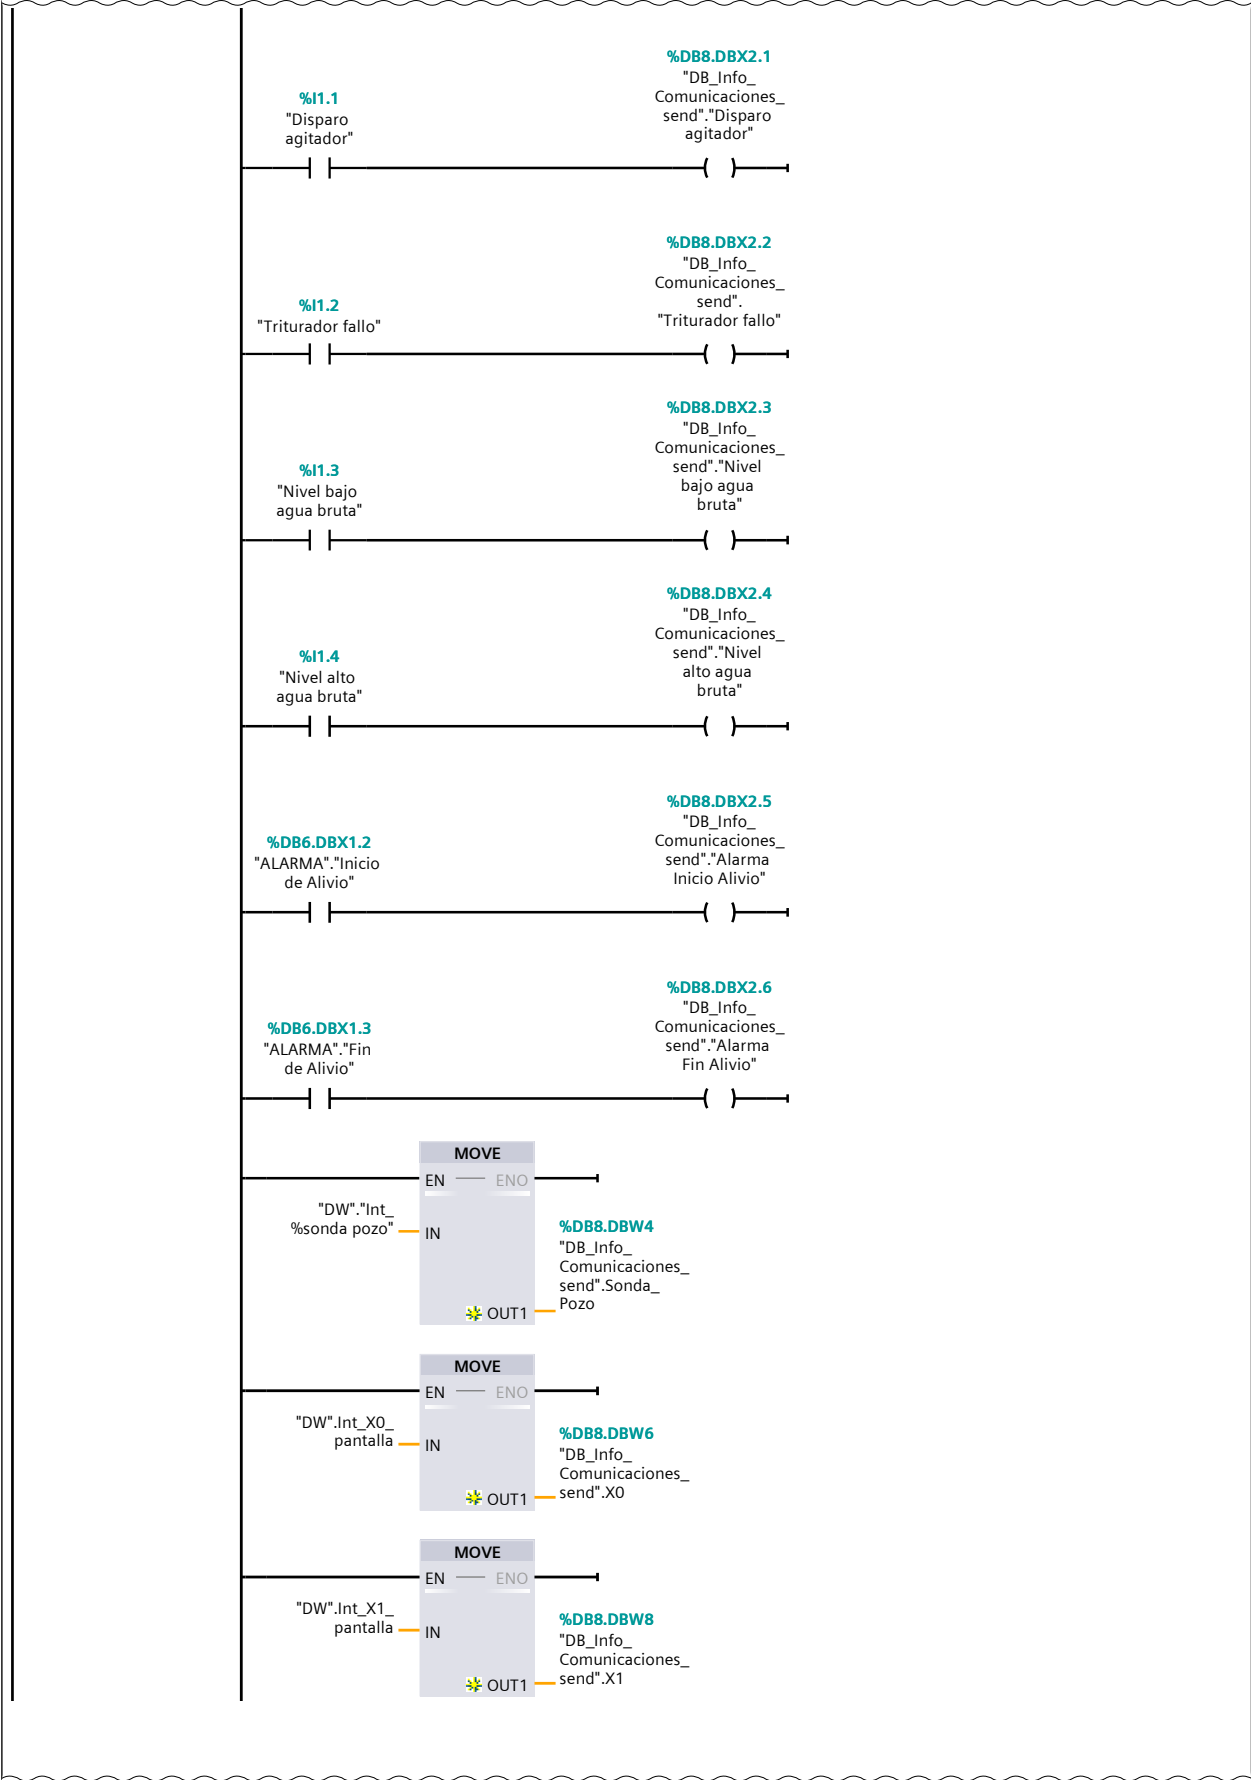 %DB8.DBX2.1
"DB_Info_
Comunicaciones_
send"."Disparo
agitador"
%I1.1
"Disparo
agitador"
%DB8.DBX2.2
"DB_Info_
Comunicaciones_
send".
"Triturador fallo"
%I1.2
"Triturador fallo"
%DB8.DBX2.3
"DB_Info_
Comunicaciones_
send"."Nivel
bajo agua
bruta"
%I1.3
"Nivel bajo
agua bruta"
%DB8.DBX2.4
"DB_Info_
Comunicaciones_
send"."Nivel
alto agua
bruta"
%I1.4
"Nivel alto
agua bruta"
%DB8.DBX2.5
"DB_Info_
Comunicaciones_
send"."Alarma
Inicio Alivio"
%DB6.DBX1.2
"ALARMA"."Inicio
de Alivio"
%DB8.DBX2.6
"DB_Info_
Comunicaciones_
send"."Alarma
Fin Alivio"
%DB6.DBX1.3
"ALARMA"."Fin
de Alivio"
MOVE
EN ENO
"DW"."Int_
%sonda pozo"
IN
%DB8.DBW4
"DB_Info_
Comunicaciones_
send".Sonda_
Pozo
OUT1
MOVE
EN ENO
"DW".Int_X0_
pantalla
IN
%DB8.DBW6
"DB_Info_
Comunicaciones_
send".X0
OUT1
MOVE
EN ENO
"DW".Int_X1_
pantalla
IN
%DB8.DBW8
"DB_Info_
Comunicaciones_
send".X1
OUT1